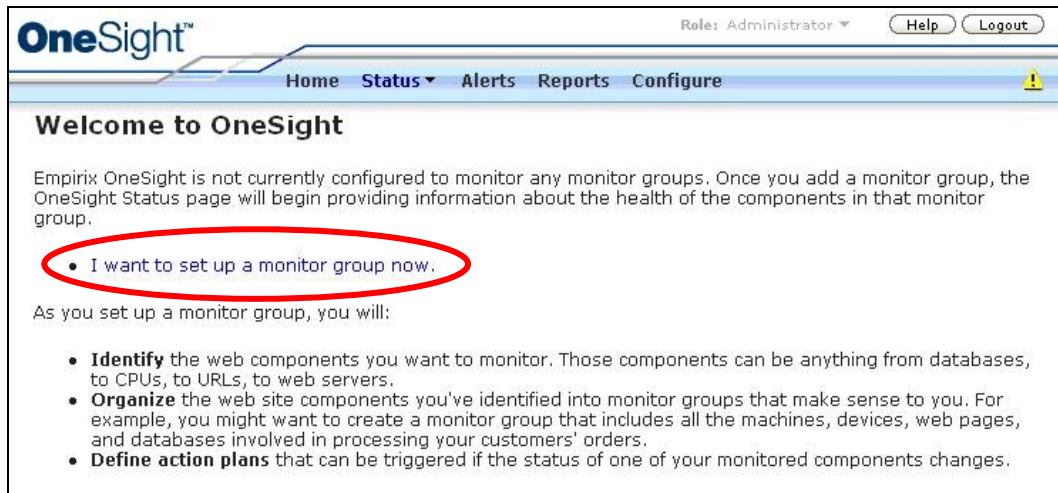 OneSight™
Role: Administrator
Help
Logout
Home Status Alerts Reports Configure
Welcome to OneSight
Empirix OneSight is not currently configured to monitor any monitor groups. Once you add a monitor group, the
OneSight Status page will begin providing information about the health of the components in that monitor
group.
• I want to set up a monitor group now.
As you set up a monitor group, you will:
• Identify the web components you want to monitor. Those components can be anything from databases,
to CPUs, to URLs, to web servers.
• Organize the web site components you've identified into monitor groups that make sense to you. For
example, you might want to create a monitor group that includes all the machines, devices, web pages,
and databases involved in processing your customers' orders.
• Define action plans that can be triggered if the status of one of your monitored components changes.